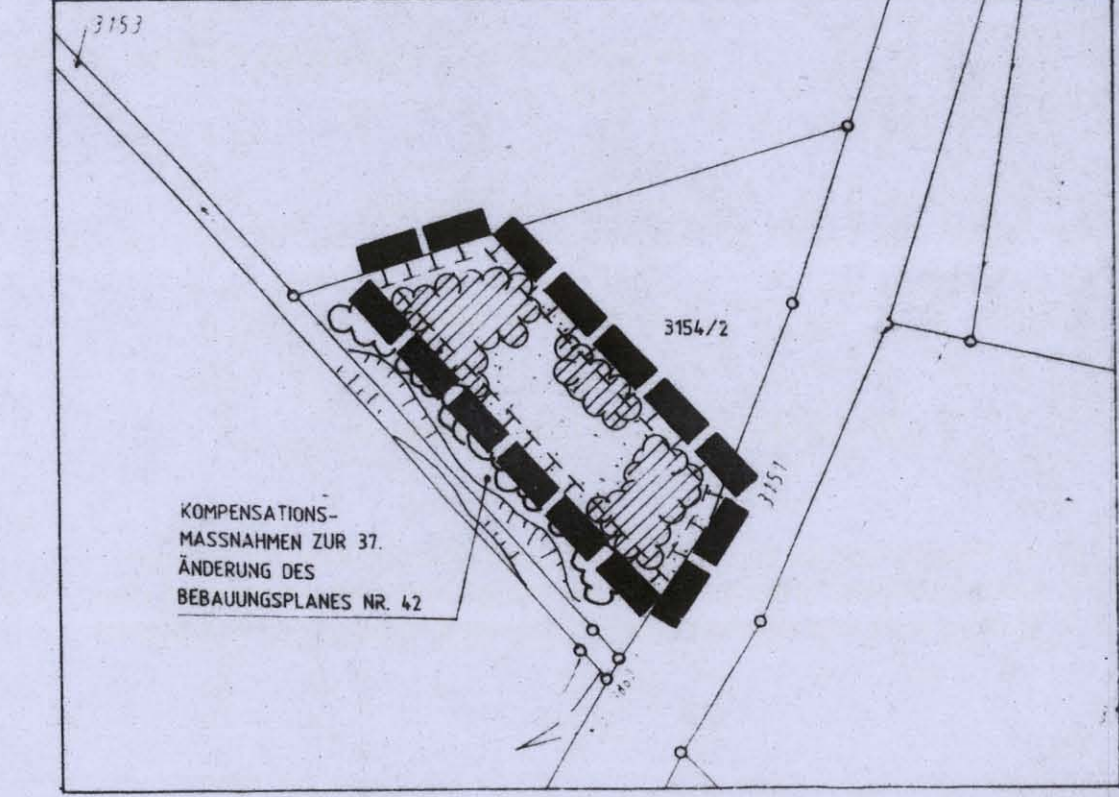 3153
3154/2
3151
KOMPENSATIONS-
MASSNAHMEN ZUR 37.
ÄNDERUNG DES
BEBAUUNGSPLANES NR. 42